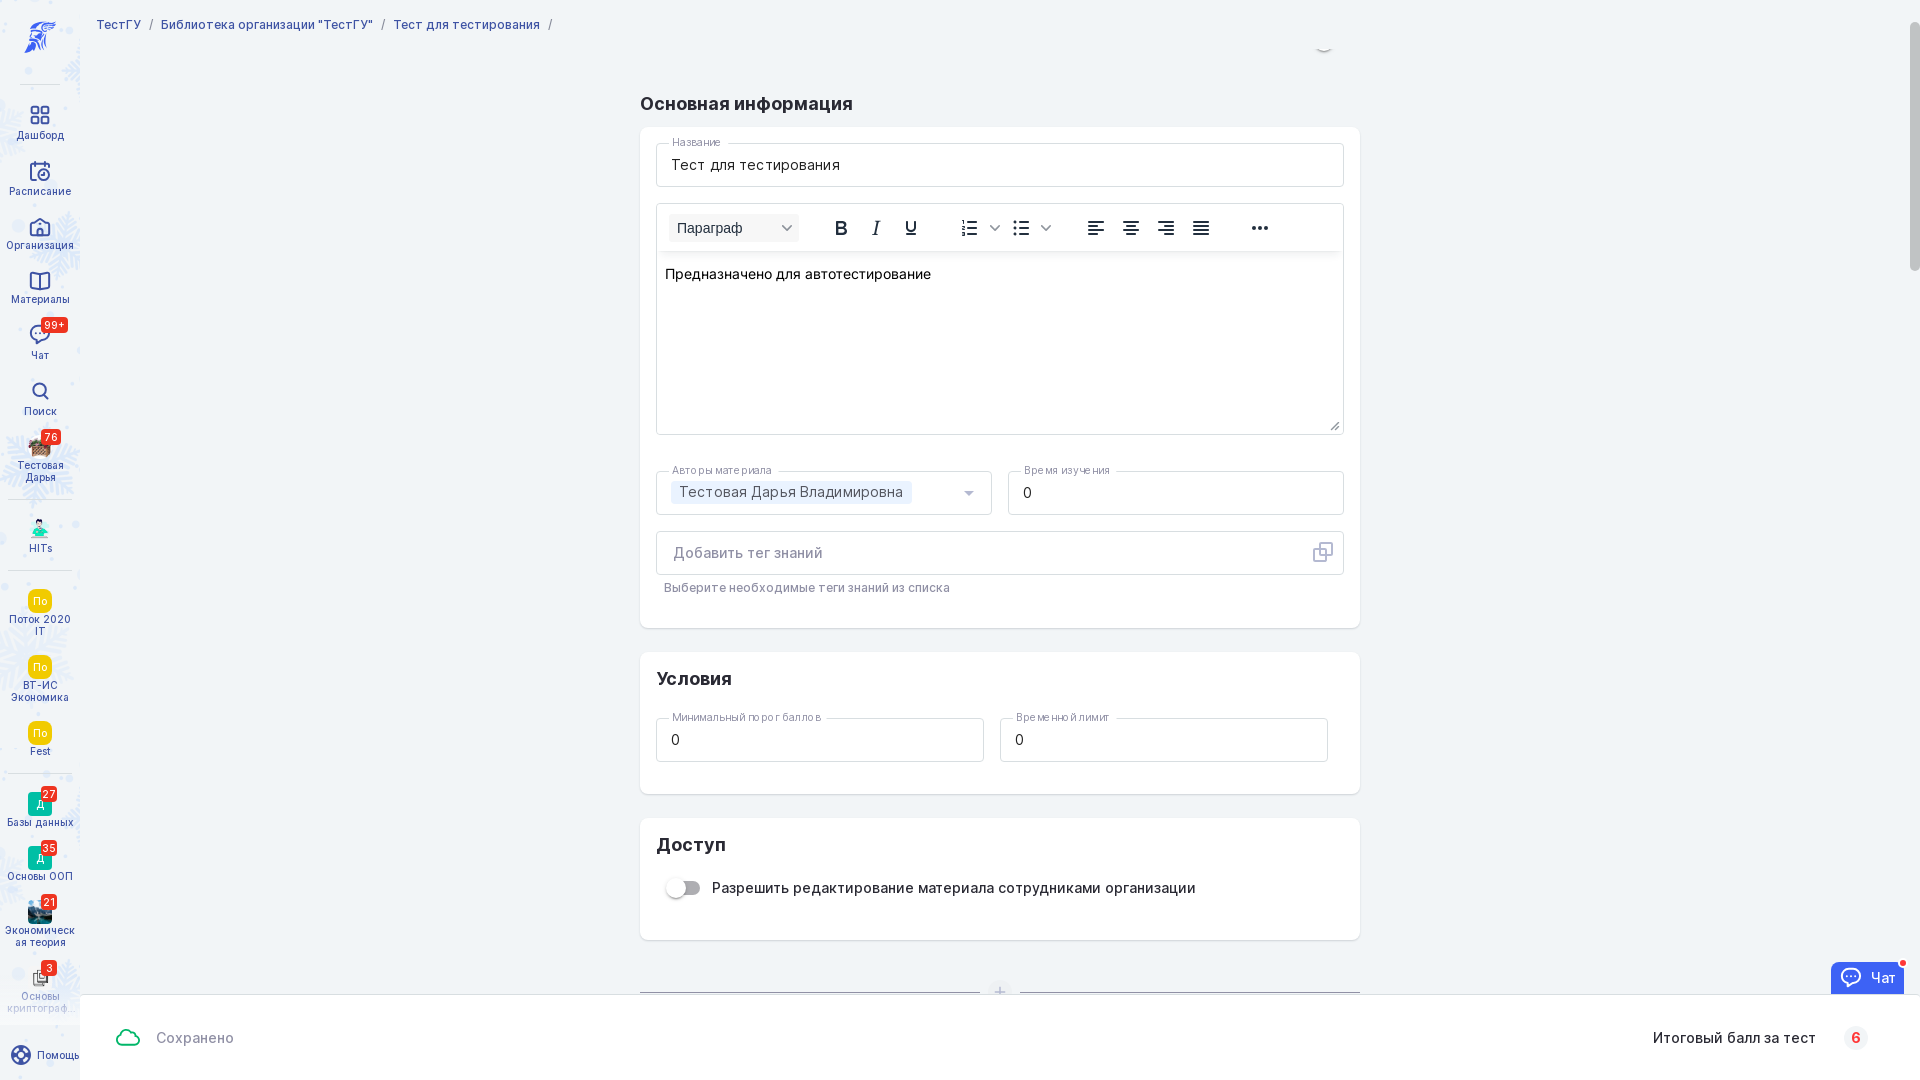 ТестГУ / Библиотека организации "ТестГУ" / Тест для тестирования /
Дашборд
Расписание
Организация
Материалы
99+
Чат
Поиск
76
Тестовая
Дарья
HITs
По
Поток 2020
IT
По
ВТ-ИС
Экономика
По
Fest
27
Д
Базы данных
35
Д
Основы ООП
21
Экономическ
ая теория
3
Основы
криптограф...
Помощь
Основная информация
Название
Тест для тестирования
Параграф
Предназначено для автотестирование
Авторы материала
Тестовая Дарья Владимировна
Время изучения
0
Добавить тег знаний
Выберите необходимые теги знаний из списка
Условия
Минимальный порог баллов
0
Временной лимит
0
Доступ
Разрешить редактирование материала сотрудниками организации
Чат
Сохранено
Итоговый балл за тест 6